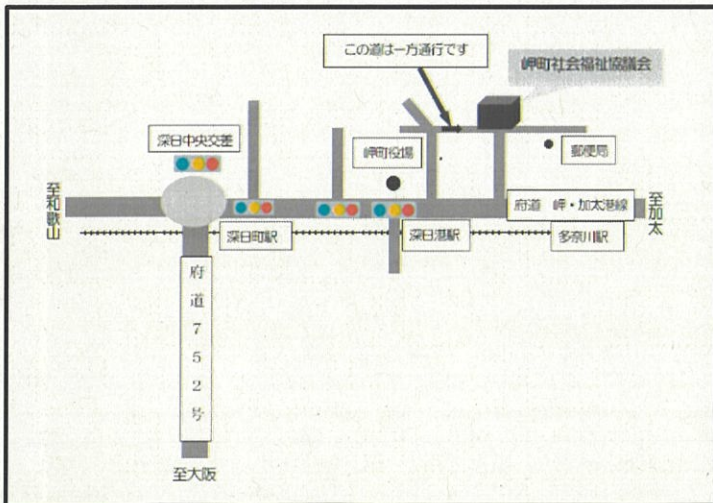 この道は一方通行です
岬町社会福祉協議会
深日中央交差
岬町役場
郵便局
至和歌山
府道 岬・加太港線
至加太
深日町駅
深日港駅
多奈川駅
府道752号
至大阪